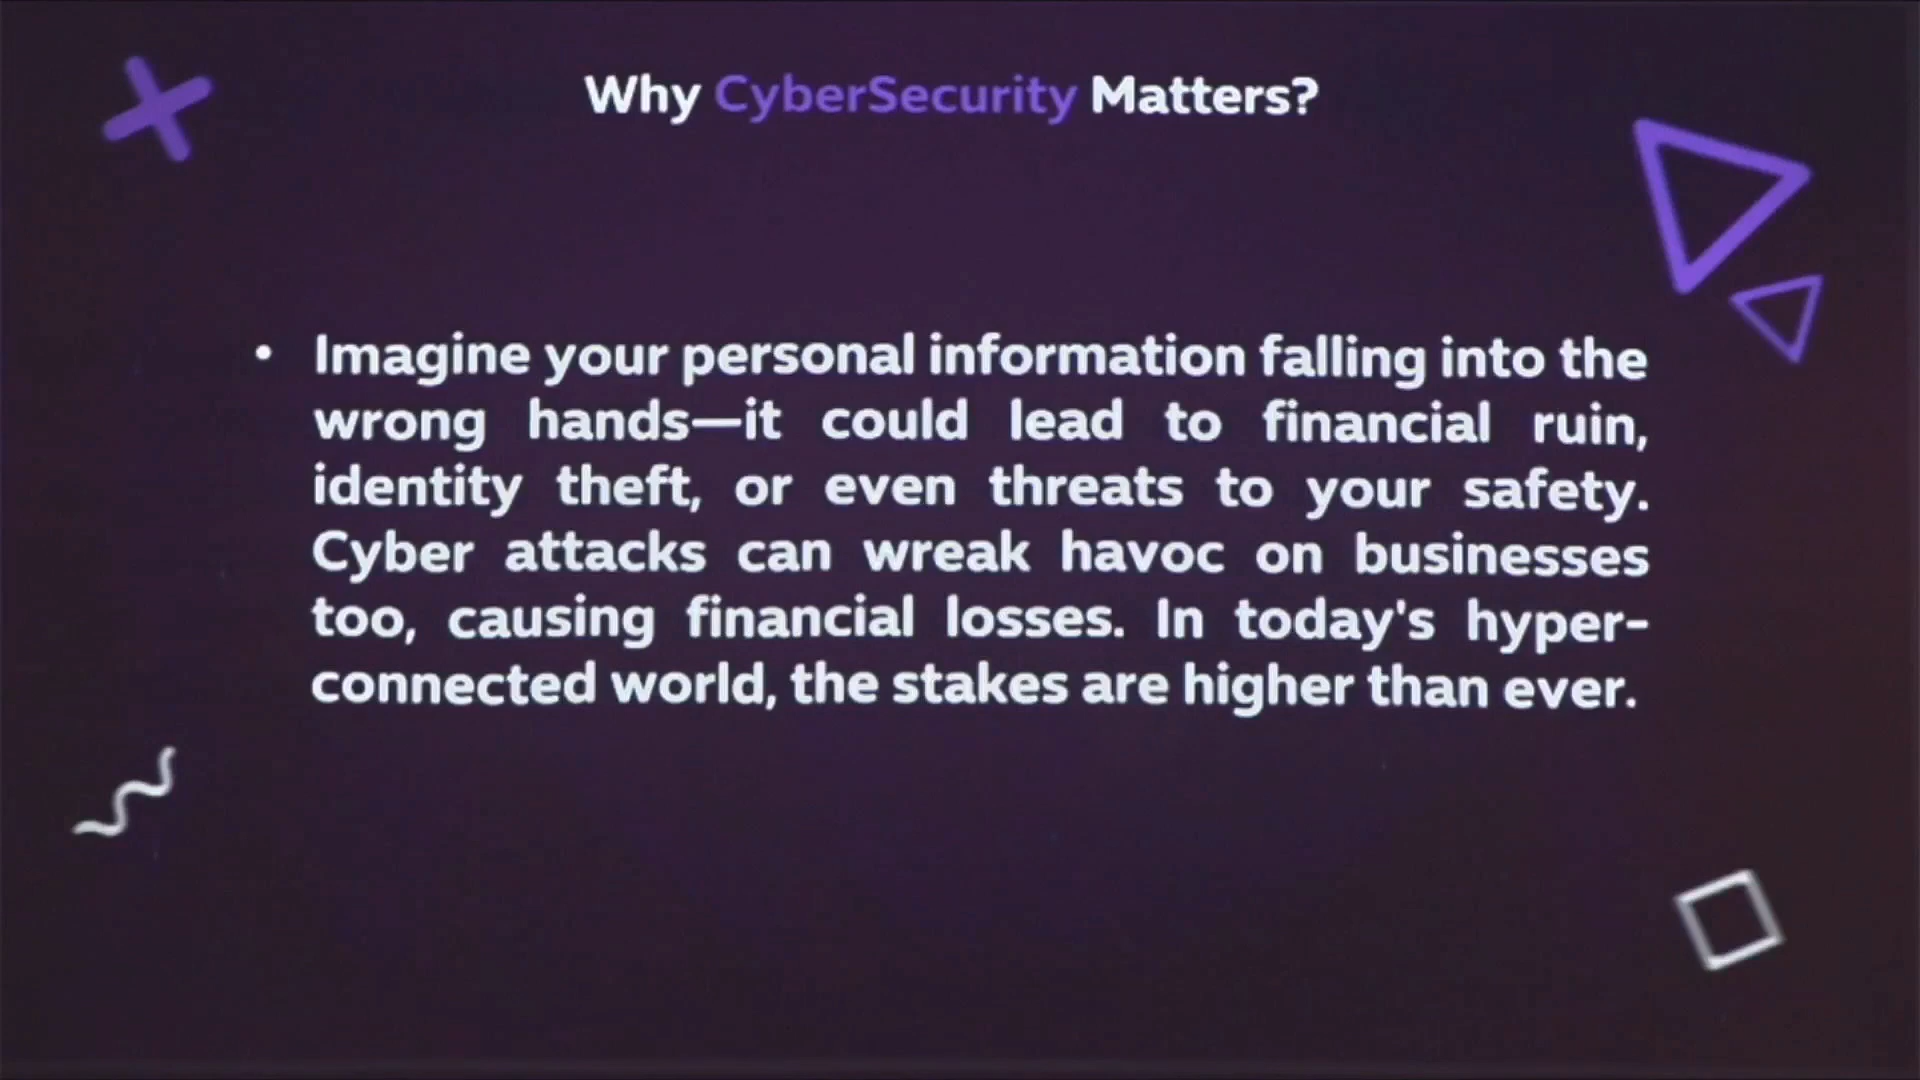 Why CyberSecurity Matters?
• Imagine your personal information falling into the
wrong hands—it could lead to financial ruin,
identity theft, or even threats to your safety.
Cyber attacks can wreak havoc on businesses
too, causing financial losses. In today's hyper-
connected world, the stakes are higher than ever.